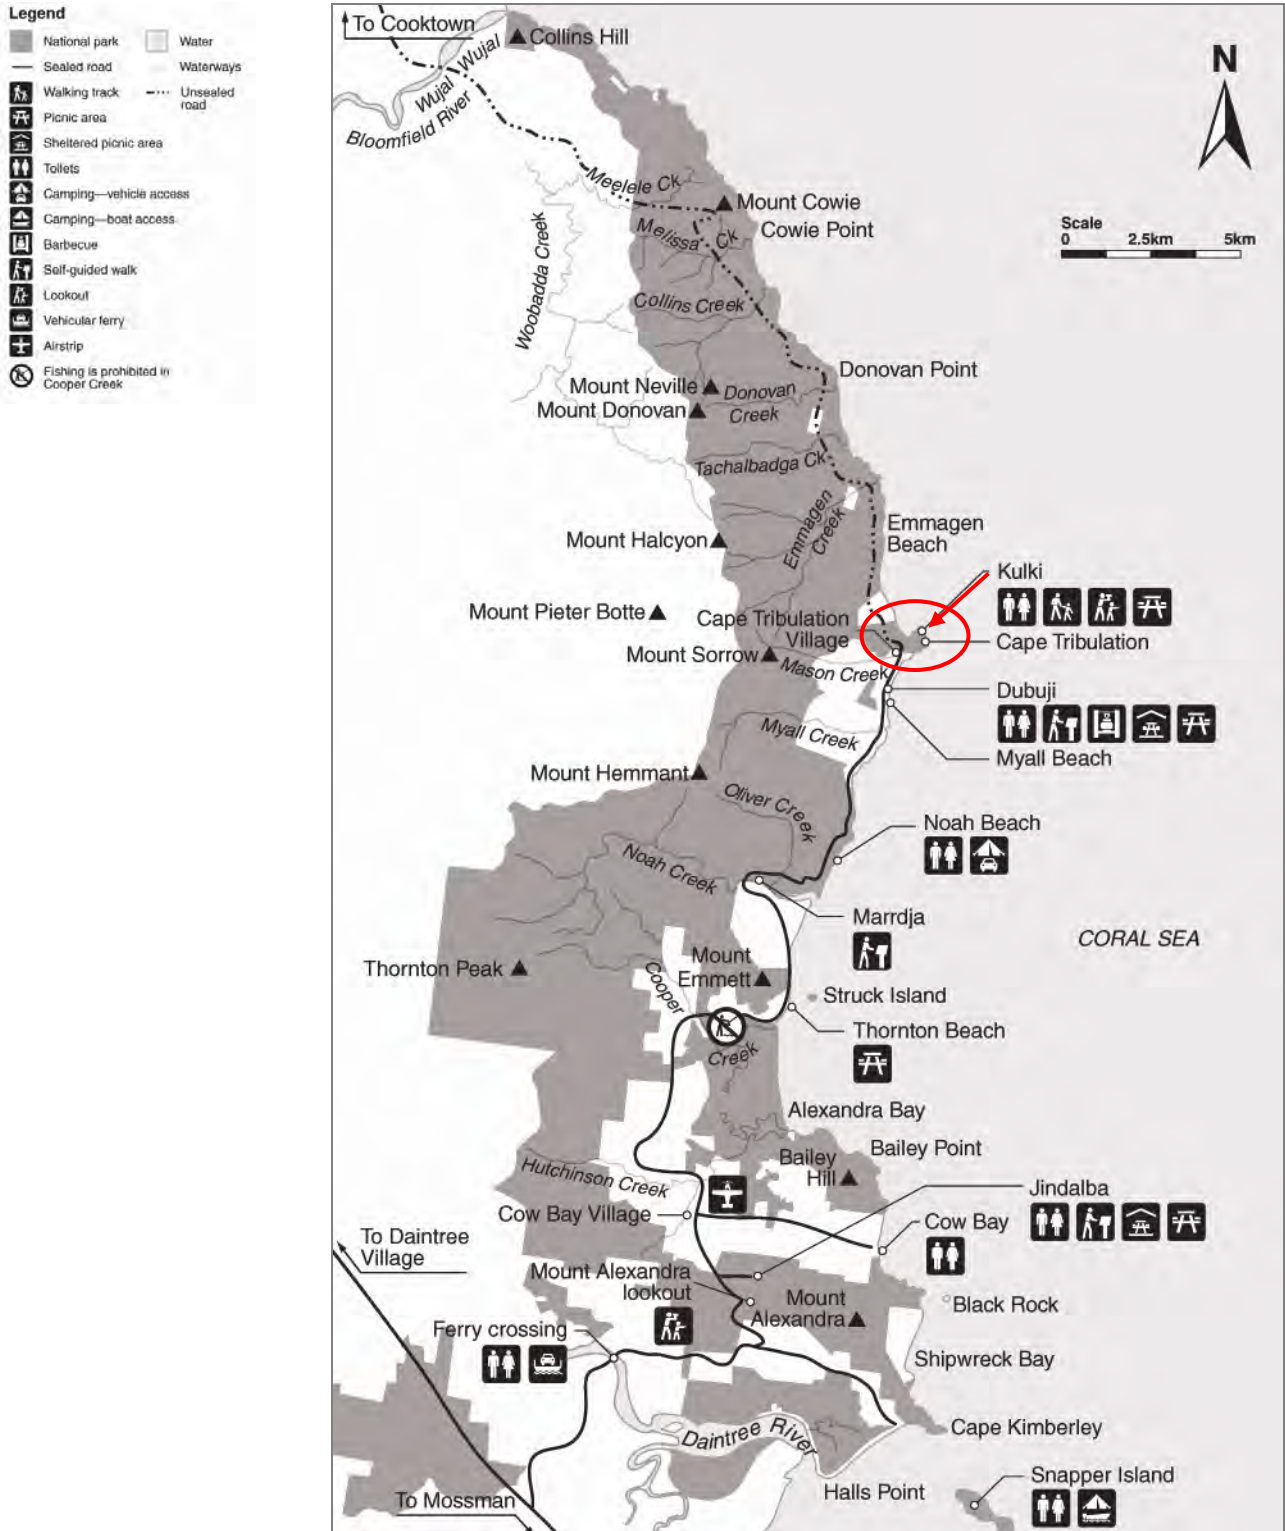 Legend
National park
Water
Sealed road
Waterways
Walking track
Unsealed
road
Picnic area
Sheltered picnic area
Toilets
Camping—vehicle access
Camping—boat access
Barbecue
Self-guided walk
Lookout
Vehicular ferry
Airstrip
Fishing is prohibited in
Cooper Creek
To Cooktown
Collins Hill
N
Wujal Wujal
Bloomfield River
Meelele Ck
Mount Cowie
Cowie Point
Melissa Ck
Scale
0 2.5km 5km
Woobadda Creek
Collins Creek
Donovan Point
Mount Neville
Donovan
Creek
Mount Donovan
Tachalbadga Ck
Emmagen
Creek
Emmagen
Beach
Mount Halcyon
Kulki
Mount Pieter Botte
Cape Tribulation
Village
Cape Tribulation
Mount Sorrow
Mason Creek
Dubuji
Myall Creek
Myall Beach
Mount Hemmant
Oliver Creek
Noah Beach
Noah Creek
Marrdja
CORAL SEA
Thornton Peak
Mount
Emmett
Cooper
Creek
Struck Island
Thornton Beach
Alexandra Bay
Bailey Point
Bailey
Hill
Hutchinson Creek
Jindalba
Cow Bay Village
Cow Bay
To Daintree
Village
Mount Alexandra
lookout
Mount
Alexandra
Black Rock
Ferry crossing
Shipwreck Bay
Cape Kimberley
Daintree River
Snapper Island
Halls Point
To Mossman